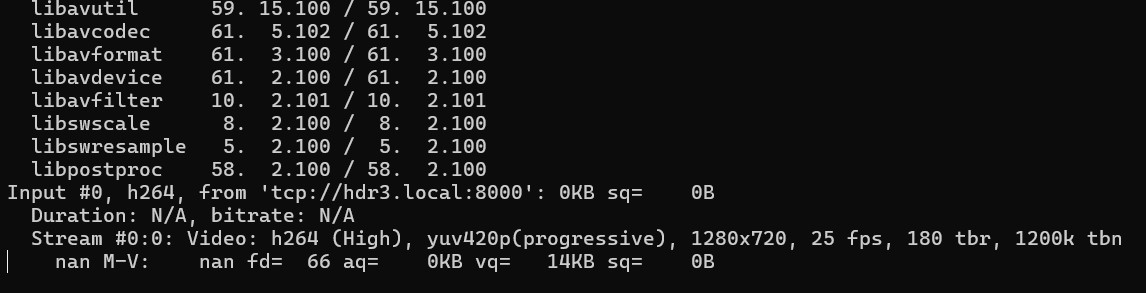 libavutil      59. 15.100 / 59. 15.100
libavcodec     61.  5.102 / 61.  5.102
libavformat    61.  3.100 / 61.  3.100
libavdevice    61.  2.100 / 61.  2.100
libavfilter    10.  2.101 / 10.  2.101
libswscale      8.  2.100 /  8.  2.100
libswresample   5.  2.100 /  5.  2.100
libpostproc    58.  2.100 / 58.  2.100
Input #0, h264, from 'tcp://hdr3.local:8000': 0KB sq=    0B
Duration: N/A, bitrate: N/A
Stream #0:0: Video: h264 (High), yuv420p(progressive), 1280x720, 25 fps, 180 tbr, 1200k tbn
nan M-V:    nan fd=  66 aq=    0KB vq=   14KB sq=    0B